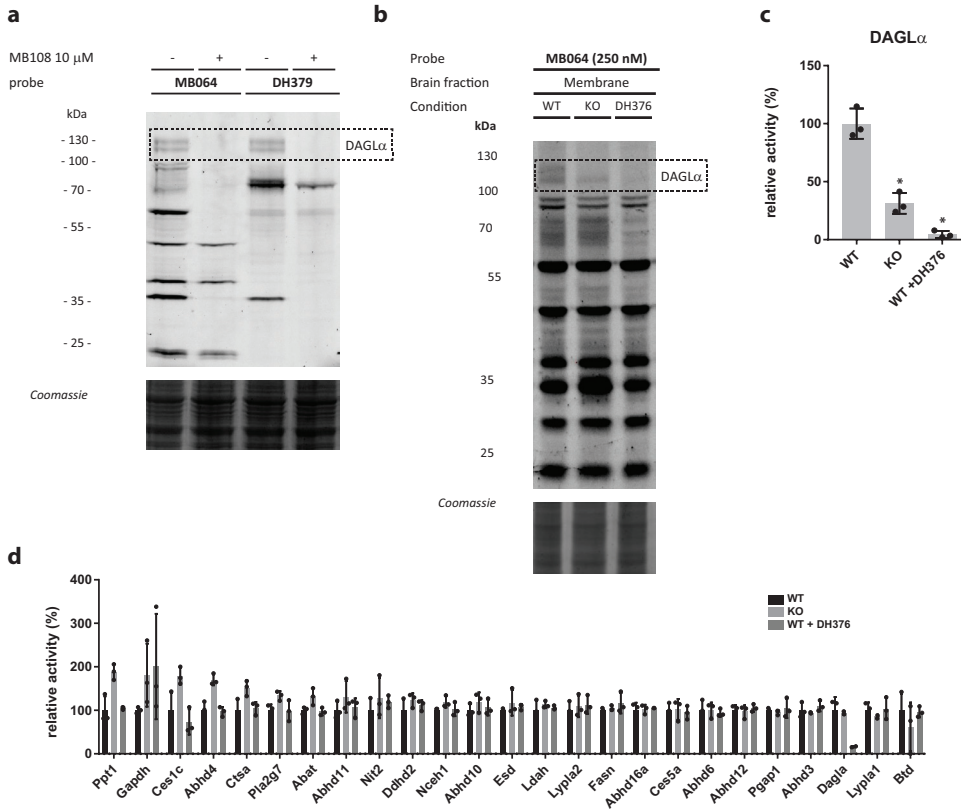 a
MB108 10 μM - + - +
probe MB064 DH379
kDa
- 130 -
- 100 -
- 70 -
- 55 -
- 35 -
- 25 -
DAGLα
Coomassie
b
Probe MB064 (250 nM)
Brain fraction Membrane
Condition WT KO DH376
kDa
130
100
70
55
35
25
DAGLα
Coomassie
c
DAGLα
relative activity (%)
150
100
50
0
* *
WT KO WT +DH376
d
relative activity (%)
400
300
200
100
0
WT
KO
WT + DH376
Ppt1 Gapdh Ces1c Abhd4 Ctsa Pla2g7 Abat Abhd11 Nit2 Ddhd2 Nceh1 Abhd10 Esd Ldah Lypla2 Fasn Abhd16a Ces5a Abhd6 Abhd12 Pgap1 Abhd3 Dagla Lypla1 Btd